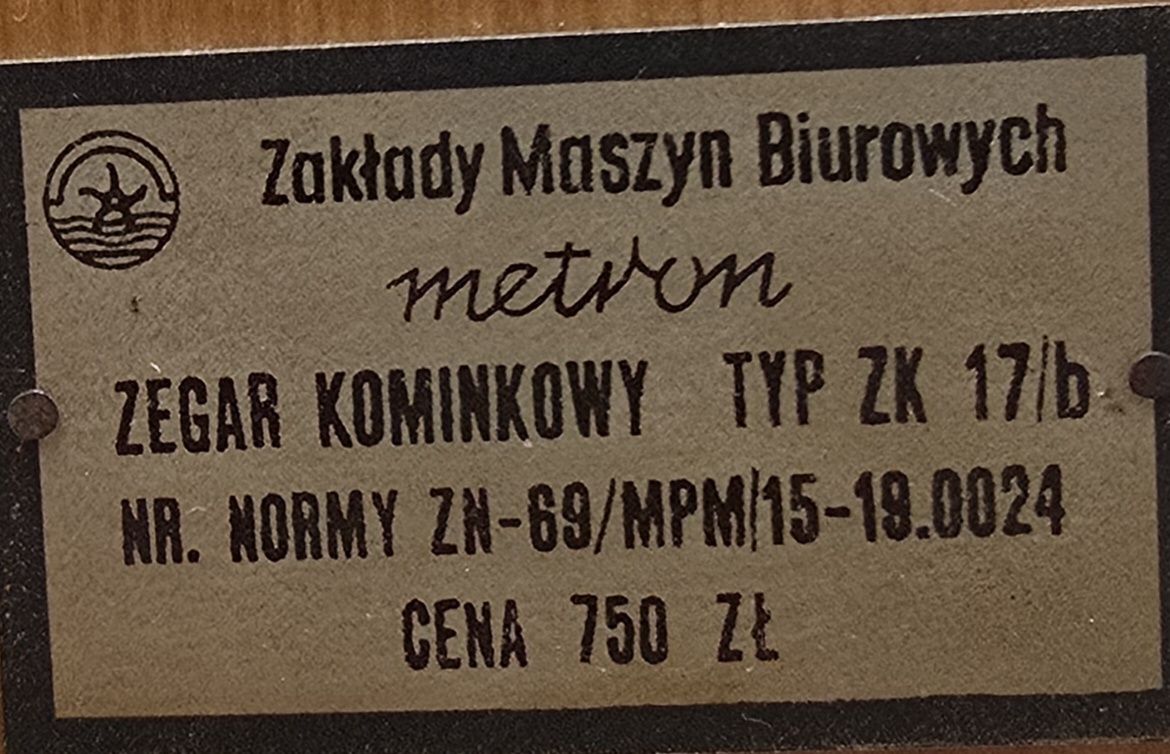 Zakłady Maszyn Biurowych
metron
ZEGAR KOMINKOWY TYP ZK 17/b
NR. NORMY ZN-69/MPM/15-19.0024
CENA 750 ZŁ